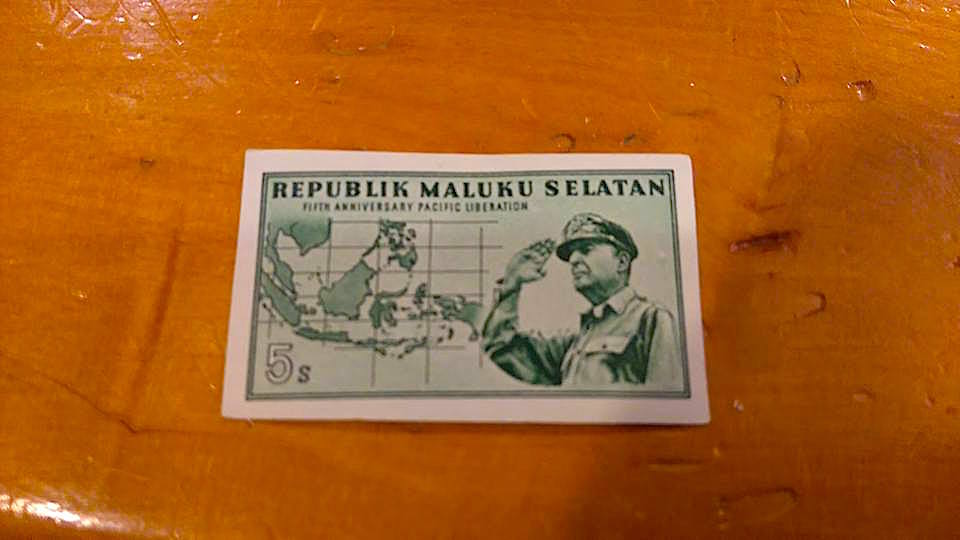 REPUBLIK MALUKU SELATAN
FIFTH ANNIVERSARY PACIFIC LIBERATION
5s